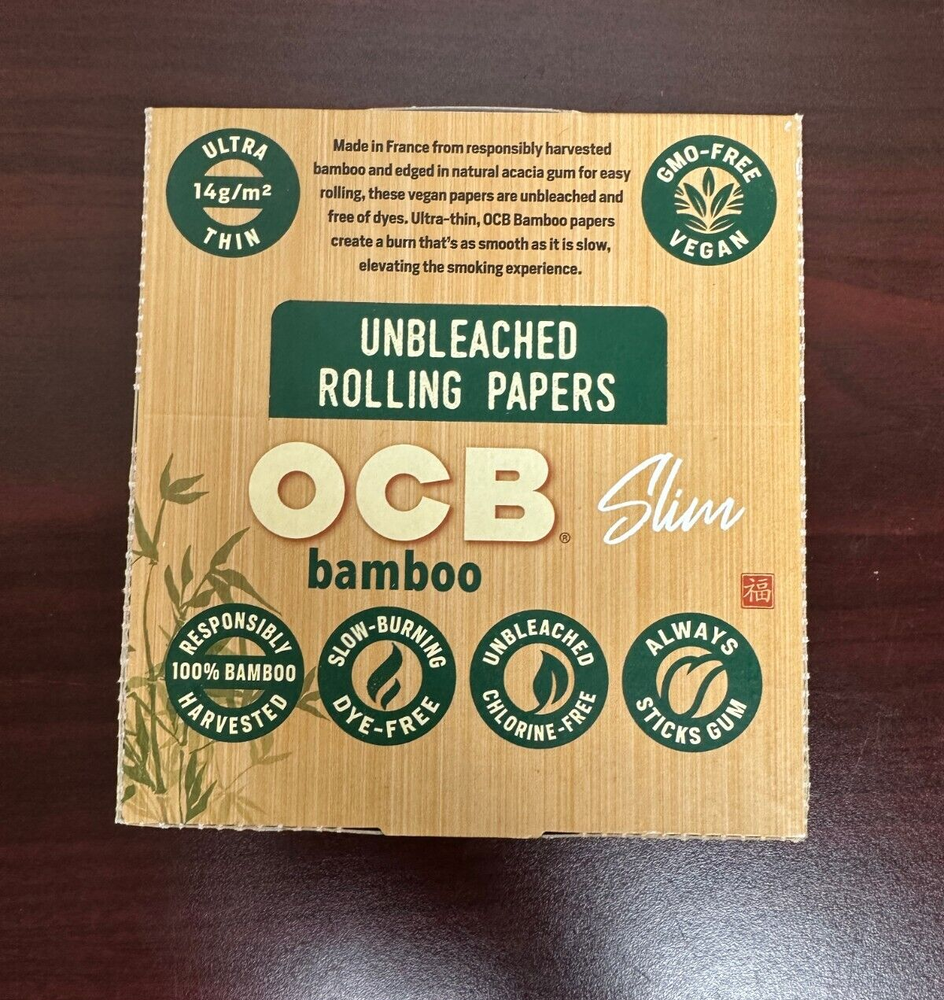 ULTRA
14g/m²
THIN
Made in France from responsibly harvested
bamboo and edged in natural acacia gum for easy
rolling, these vegan papers are unbleached and
free of dyes. Ultra-thin, OCB Bamboo papers
create a burn that's as smooth as it is slow,
elevating the smoking experience.
GMO-FREE
VEGAN
UNBLEACHED
ROLLING PAPERS
OCB® Slim
bamboo
福
RESPONSIBLY
100% BAMBOO
HARVESTED
SLOW-BURNING
DYE-FREE
UNBLEACHED
CHLORINE-FREE
ALWAYS
STICKS GUM